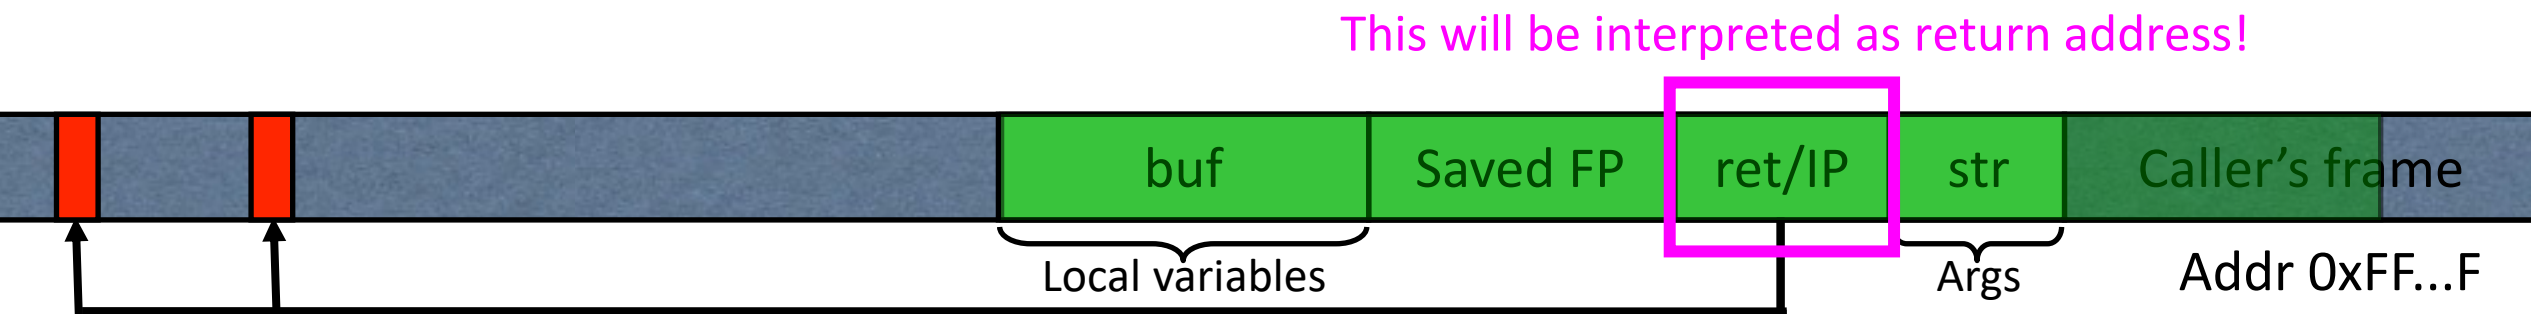 This will be interpreted as return address!
buf Saved FP ret/IP str Caller’s frame
Local variables Args Addr 0xFF...F